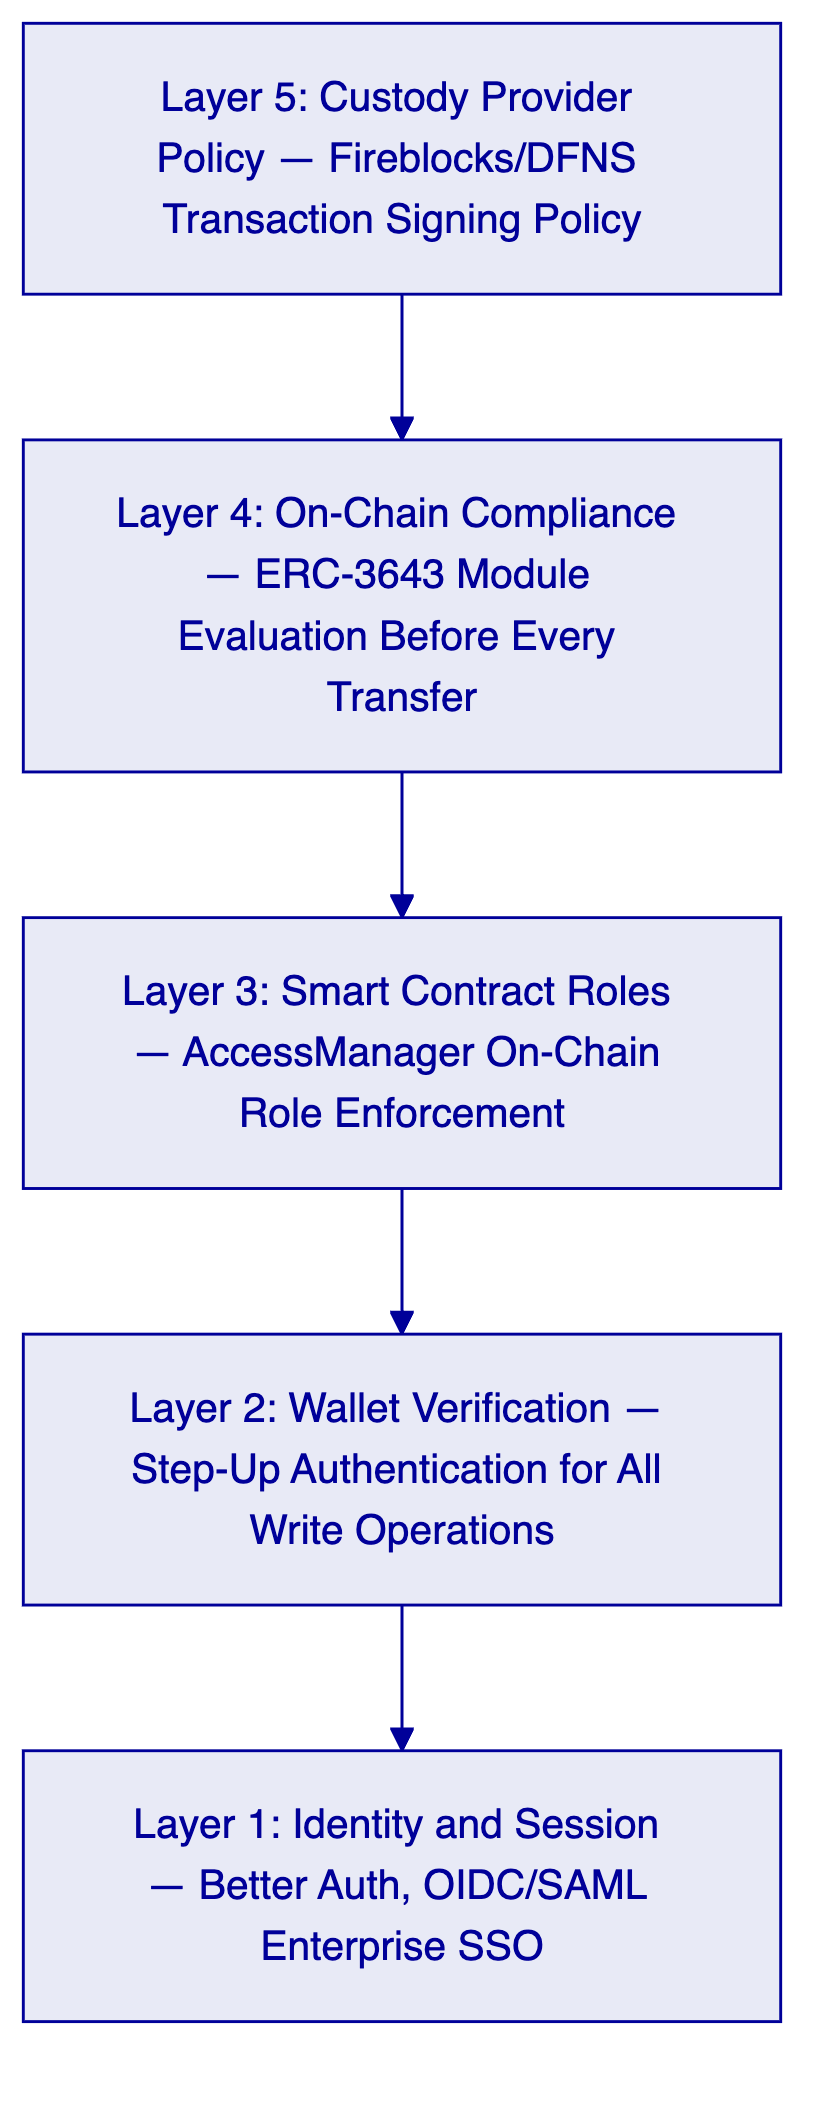 Layer 5: Custody Provider
Policy — Fireblocks/DFNS
Transaction Signing Policy
Layer 4: On-Chain Compliance
— ERC-3643 Module
Evaluation Before Every
Transfer
Layer 3: Smart Contract Roles
— AccessManager On-Chain
Role Enforcement
Layer 2: Wallet Verification —
Step-Up Authentication for All
Write Operations
Layer 1: Identity and Session
— Better Auth, OIDC/SAML
Enterprise SSO